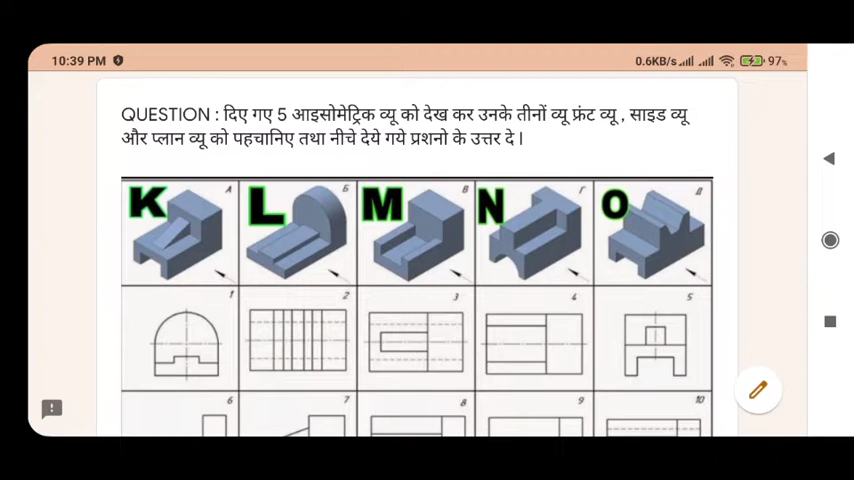 10:39 PM
0.6KB/s 97%
QUESTION : दिए गए 5 आइसोमेट्रिक व्यू को देख कर उनके तीनों व्यू फ्रंट व्यू , साइड व्यू
और प्लान व्यू को पहचानिए तथा नीचे देये गये प्रशनो के उत्तर दे I
K A L Б M В N Г O Д
1 2 3 4 5
6 7 8 9 10